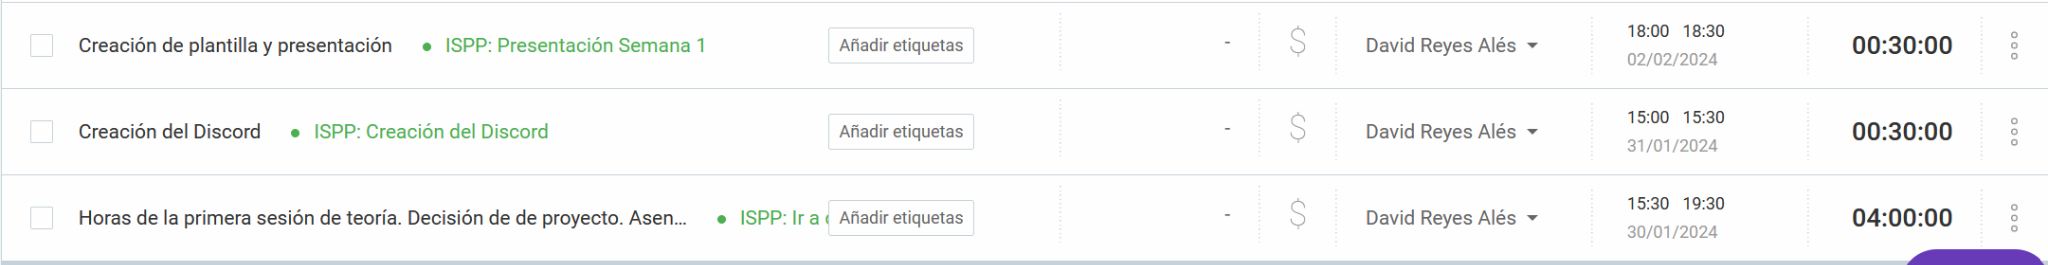 Creación de plantilla y presentación ● ISPP: Presentación Semana 1 Añadir etiquetas - $ David Reyes Alés 18:00 18:30 00:30:00
02/02/2024
Creación del Discord ● ISPP: Creación del Discord Añadir etiquetas - $ David Reyes Alés 15:00 15:30 00:30:00
31/01/2024
Horas de la primera sesión de teoría. Decisión de de proyecto. Asen... ● ISPP: Ir a Añadir etiquetas - $ David Reyes Alés 15:30 19:30 04:00:00
30/01/2024